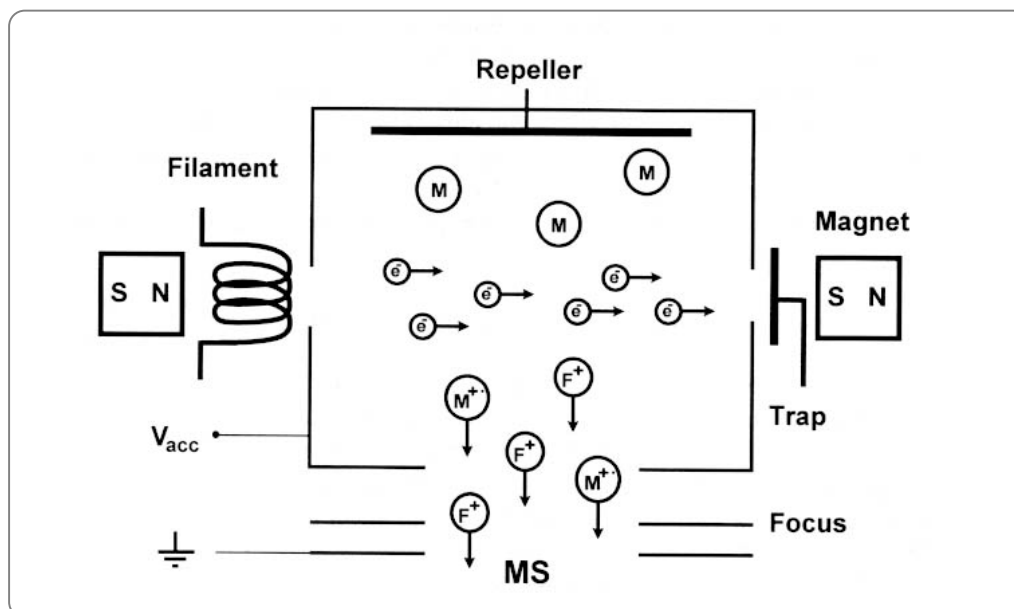 Repeller
Filament
M
M
M
Magnet
S N
S N
e⁻
e⁻
e⁻
e⁻
e⁻
e⁻
F⁺
M⁺·
Trap
Vacc
F⁺
M⁺·
F⁺
Focus
MS